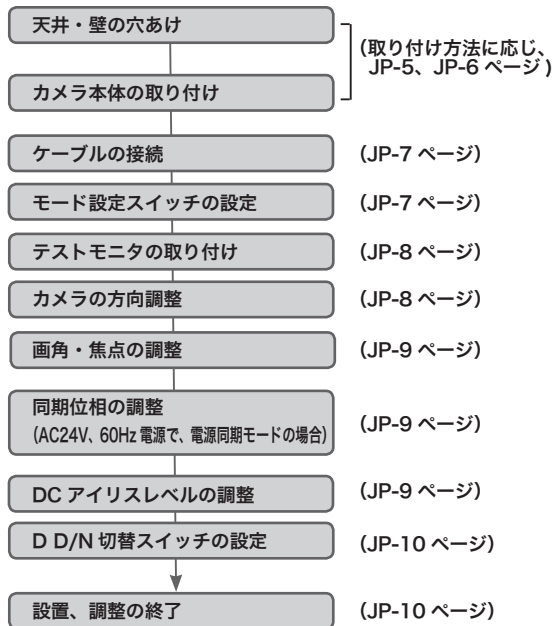 天井・壁の穴あけ
(取り付け方法に応じ、
JP-5、JP-6 ページ )
カメラ本体の取り付け
ケーブルの接続
(JP-7 ページ)
モード設定スイッチの設定
(JP-7 ページ)
テストモニタの取り付け
(JP-8 ページ)
カメラの方向調整
(JP-8 ページ)
画角・焦点の調整
(JP-9 ページ)
同期位相の調整
(AC24V、60Hz 電源で、電源同期モードの場合)
(JP-9 ページ)
DC アイリスレベルの調整
(JP-9 ページ)
D D/N 切替スイッチの設定
(JP-10 ページ)
設置、調整の終了
(JP-10 ページ)